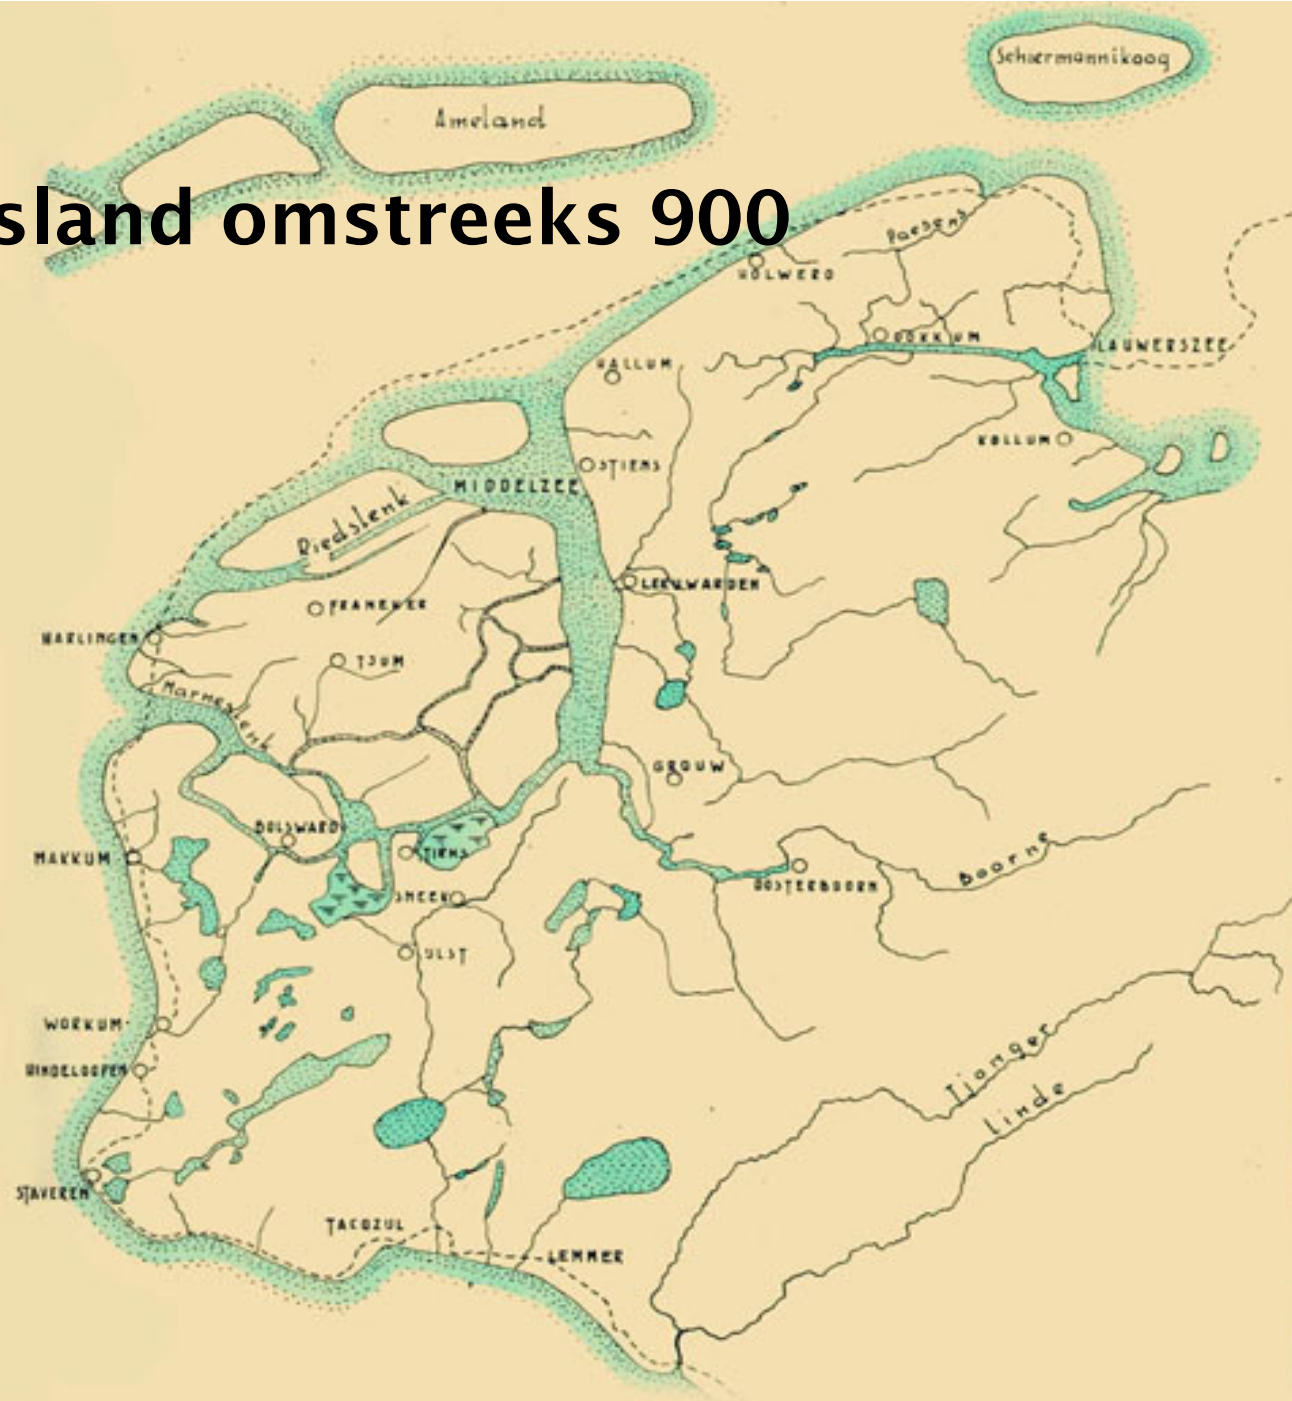 Schiermonnikoog
Ameland
sland omstreeks 900
Paesens
HOLWERD
DOKKUM
LAUWERSZEE
HALLUM
KOLLUM
STIENS
MIDDELZEE
Riedslenk
LEEUWARDEN
FRANEKER
HARLINGEN
TJUM
Marneslenk
GROUW
BOLSWARD
TIRNS
MAKKUM
Boorne
OOSTERBOORN
SNEEK
IJLST
WORKUM
HINDELOOPEN
Tjonger
Linde
STAVEREN
TACOZUL
LEMMER